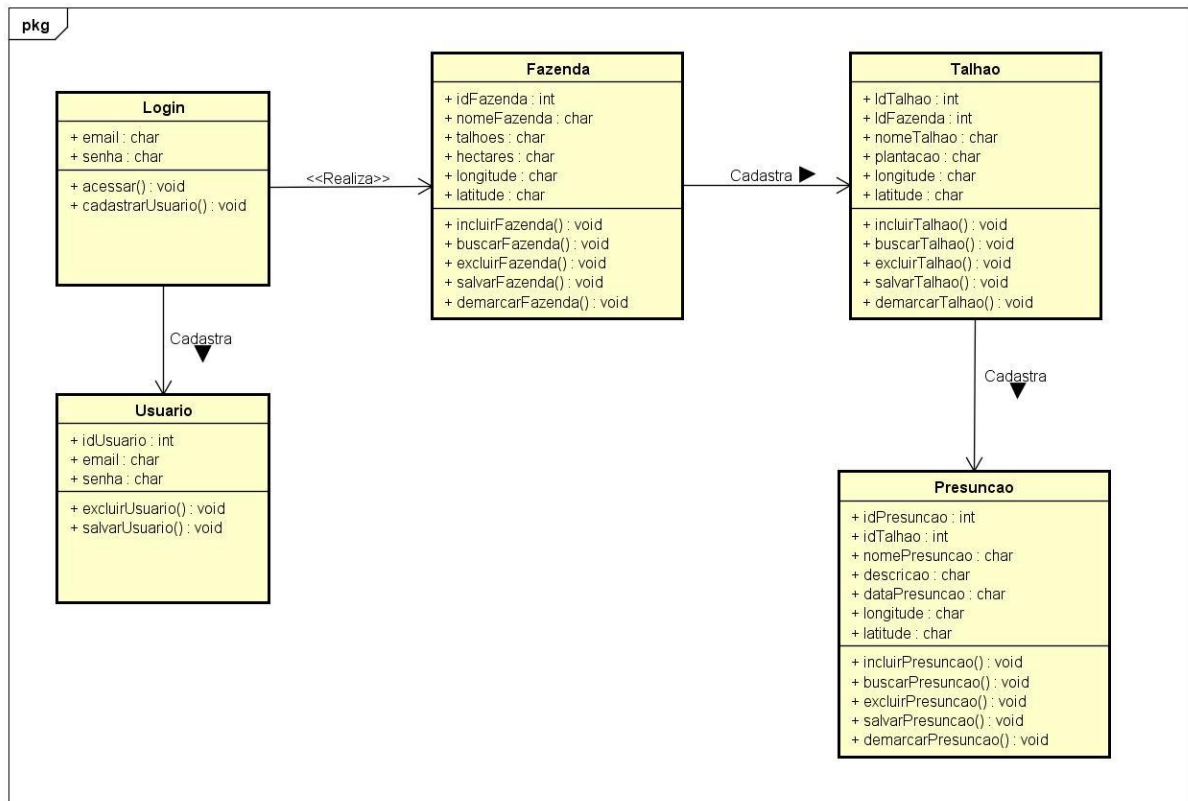 pkg
Login
+ email : char
+ senha : char
+ acessar() : void
+ cadastrarUsuario() : void
<<Realiza>>
Fazenda
+ idFazenda : int
+ nomeFazenda : char
+ talhoes : char
+ hectares : char
+ longitude : char
+ latitude : char
+ incluirFazenda() : void
+ buscarFazenda() : void
+ excluirFazenda() : void
+ salvarFazenda() : void
+ demarcarFazenda() : void
Cadastra
Talhao
+ IdTalhao : int
+ IdFazenda : int
+ nomeTalhao : char
+ plantacao : char
+ longitude : char
+ latitude : char
+ incluirTalhao() : void
+ buscarTalhao() : void
+ excluirTalhao() : void
+ salvarTalhao() : void
+ demarcarTalhao() : void
Cadastra
Usuario
+ idUsuario : int
+ email : char
+ senha : char
+ excluirUsuario() : void
+ salvarUsuario() : void
Cadastra
Presuncao
+ idPresuncao : int
+ idTalhao : int
+ nomePresuncao : char
+ descricao : char
+ dataPresuncao : char
+ longitude : char
+ latitude : char
+ incluirPresuncao() : void
+ buscarPresuncao() : void
+ excluirPresuncao() : void
+ salvarPresuncao() : void
+ demarcarPresuncao() : void